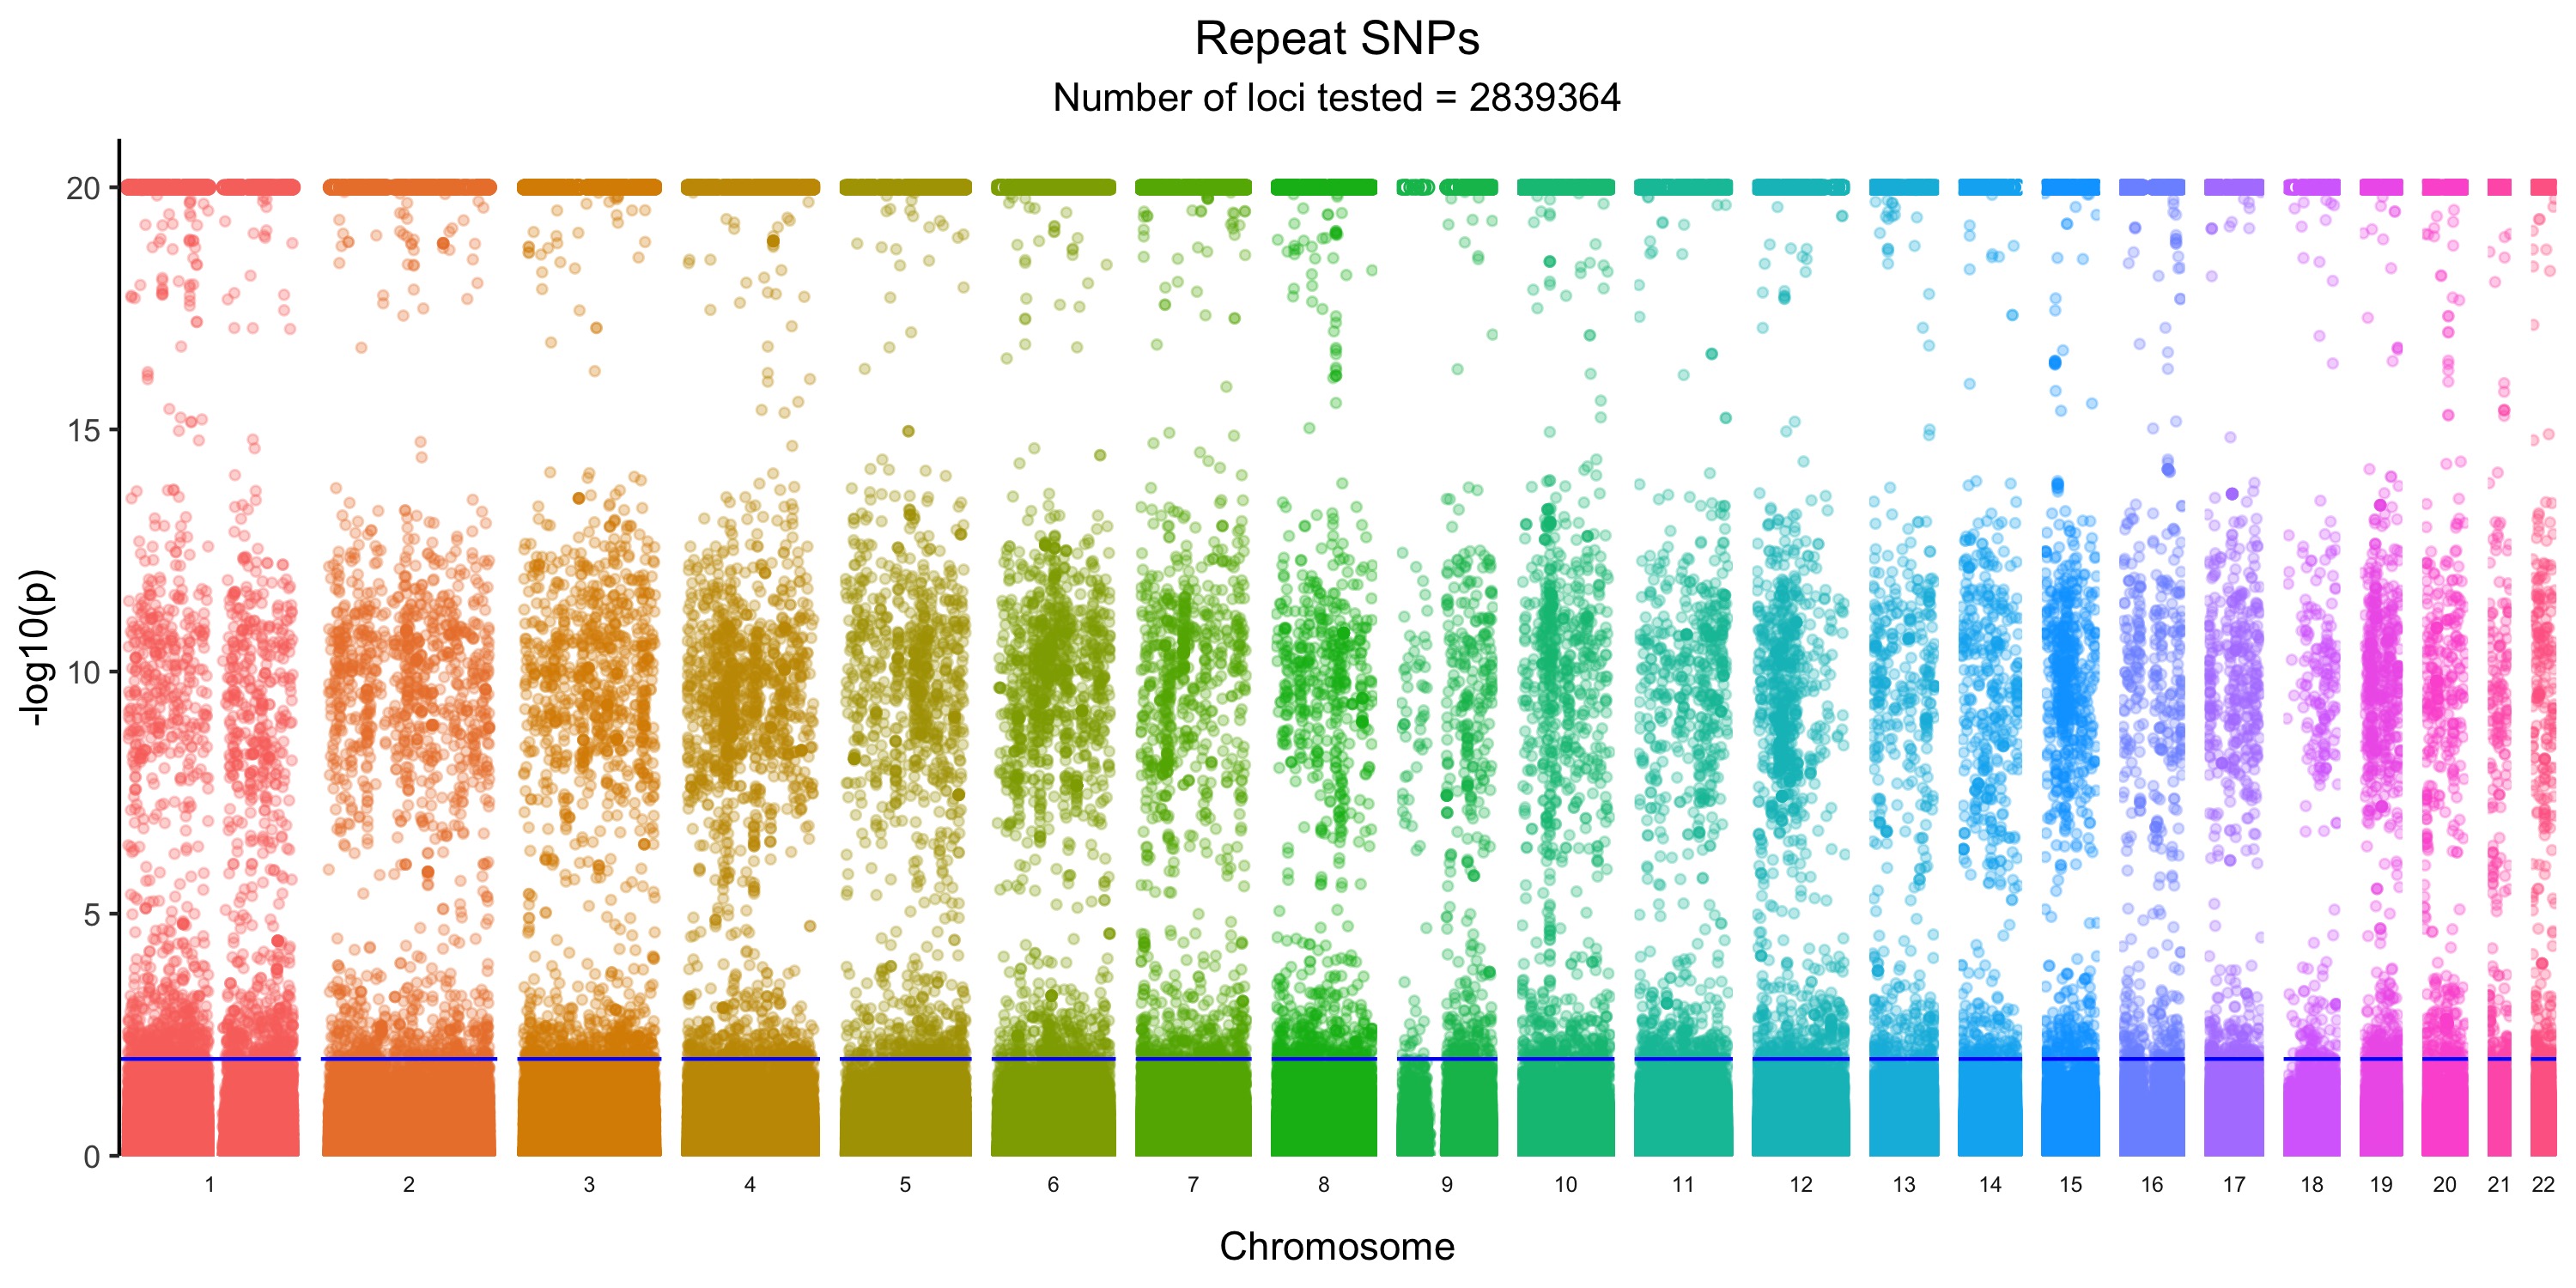 Repeat SNPs
Number of loci tested = 2839364
20
15
10
5
0
-log10(p)
1 2 3 4 5 6 7 8 9 10 11 12 13 14 15 16 17 18 19 20 21 22
Chromosome